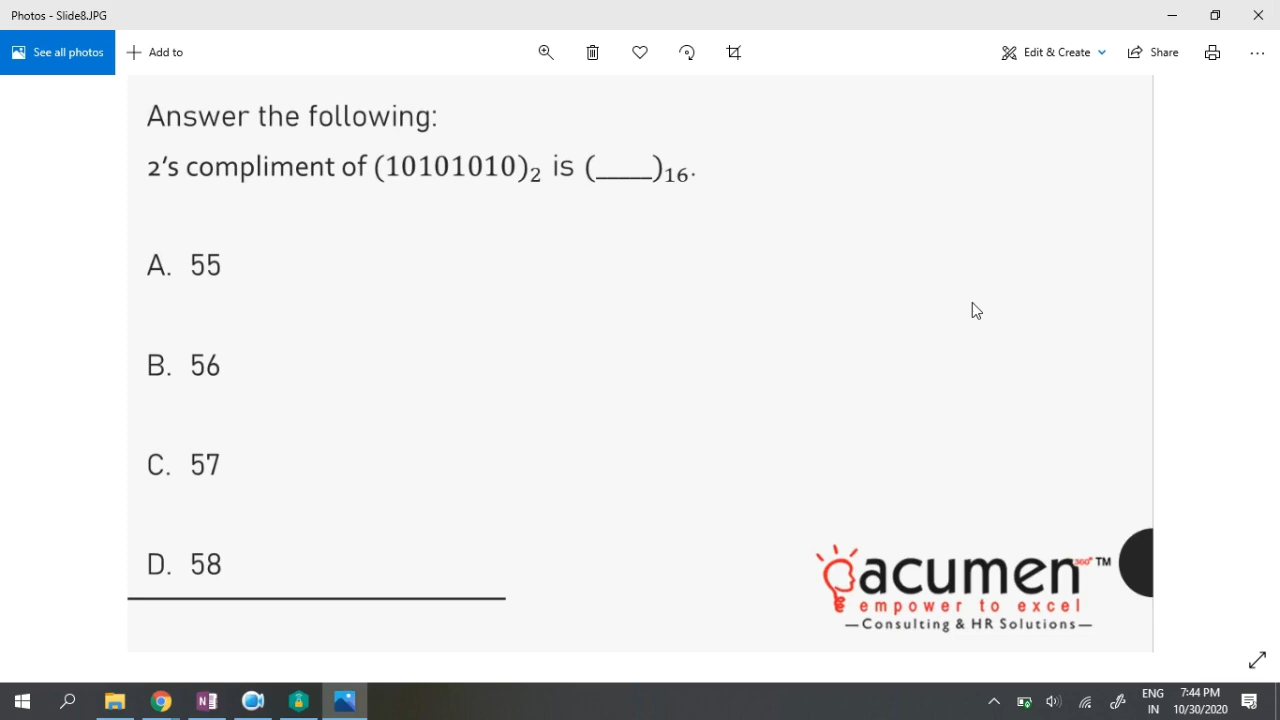 Photos - Slide8.JPG
See all photos
Add to
Edit & Create
Share
Answer the following:
2's compliment of (10101010)2 is (_____)16.
A. 55
B. 56
C. 57
D. 58
acumen 360° TM
empower to excel
—Consulting & HR Solutions—
ENG
IN
7:44 PM
10/30/2020